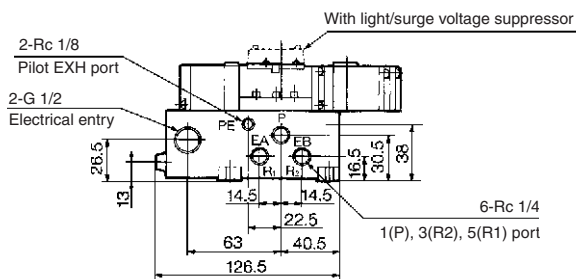 With light/surge voltage suppressor
2-Rc 1/8
Pilot EXH port
2-G 1/2
Electrical entry
PE
P
EA
EB
R1
R2
26.5
13
16.5
30.5
38
14.5
14.5
22.5
6-Rc 1/4
1(P), 3(R2), 5(R1) port
63
40.5
126.5